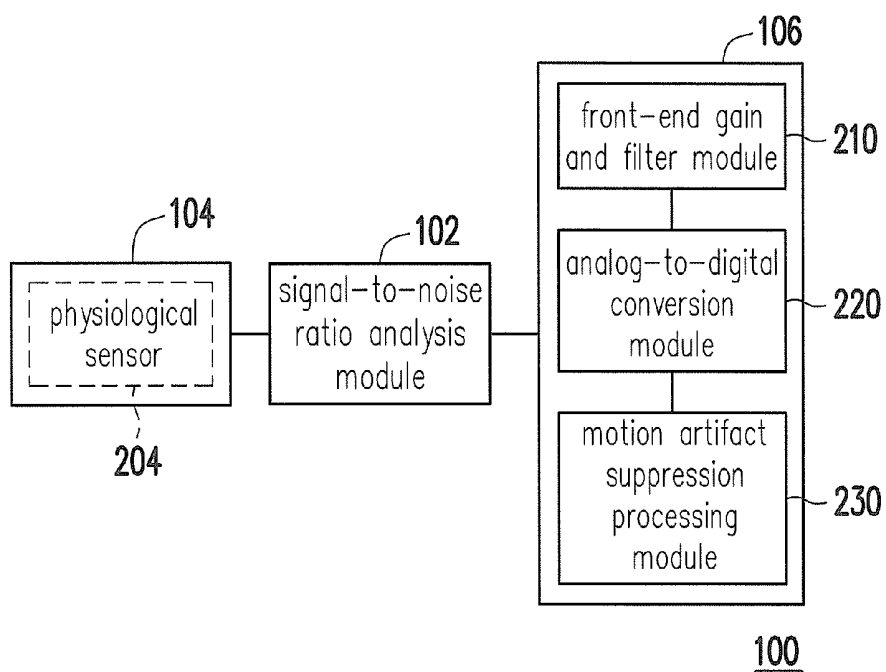 106
front-end gain
and filter module
210
104
102
physiological
sensor
signal-to-noise
ratio analysis
module
analog-to-digital
conversion
module
220
204
motion artifact
suppression
processing
module
230
100